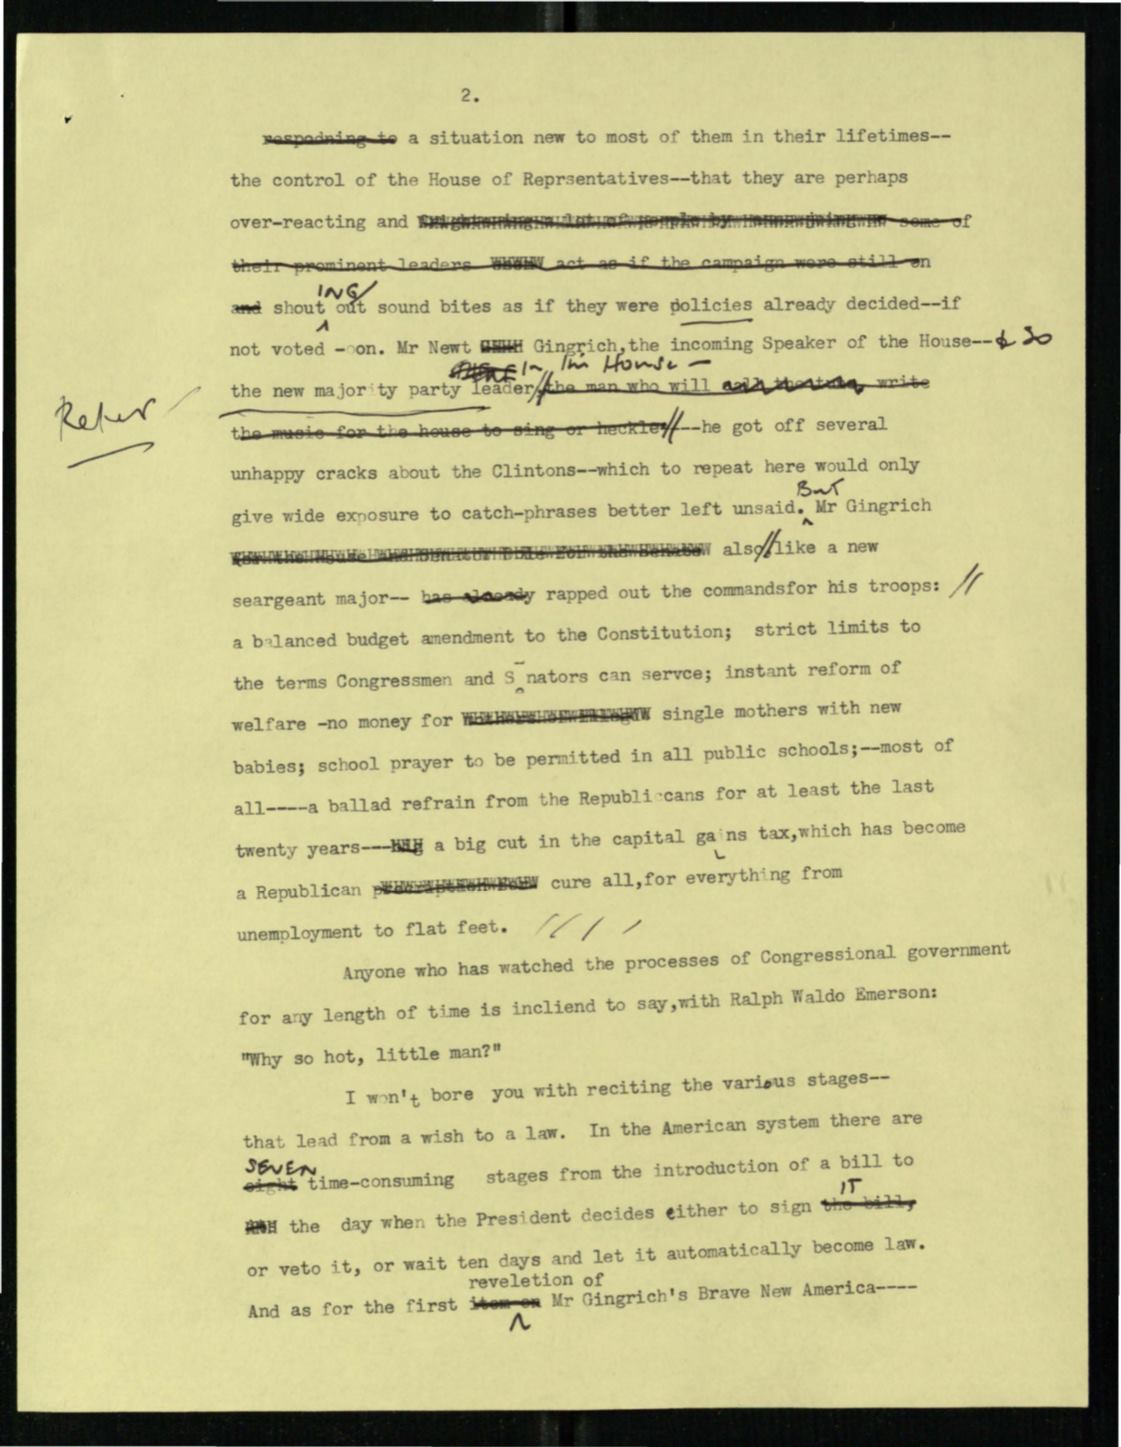 2.
respodning to a situation new to most of them in their lifetimes--
the control of the House of Reprsentatives--that they are perhaps
over-reacting and some of
their prominent leaders act as if the campaign were still on
ING
and shout out sound bites as if they were policies already decided--if
not voted -oon. Mr Newt Gingrich,the incoming Speaker of the House--& so
In the House -
the new majority party leader//the man who will write
Refer
the music for the house to sing or heckle//--he got off several
unhappy cracks about the Clintons--which to repeat here would only
But
give wide exposure to catch-phrases better left unsaid. Mr Gingrich
also//like a new
seargeant major-- has already rapped out the commandsfor his troops: //
a balanced budget amendment to the Constitution; strict limits to
the terms Congressmen and S nators can servce; instant reform of
welfare -no money for single mothers with new
babies; school prayer to be permitted in all public schools;--most of
all----a ballad refrain from the Republiccans for at least the last
twenty years--- a big cut in the capital gains tax,which has become
a Republican cure all,for everything from
unemployment to flat feet. / / / /
Anyone who has watched the processes of Congressional government
for any length of time is incliend to say,with Ralph Waldo Emerson:
"Why so hot, little man?"
I won't bore you with reciting the various stages--
that lead from a wish to a law. In the American system there are
SEVEN
eight time-consuming stages from the introduction of a bill to
IT
the day when the President decides either to sign the bill,
or veto it, or wait ten days and let it automatically become law.
reveletion of
And as for the first item on Mr Gingrich's Brave New America----